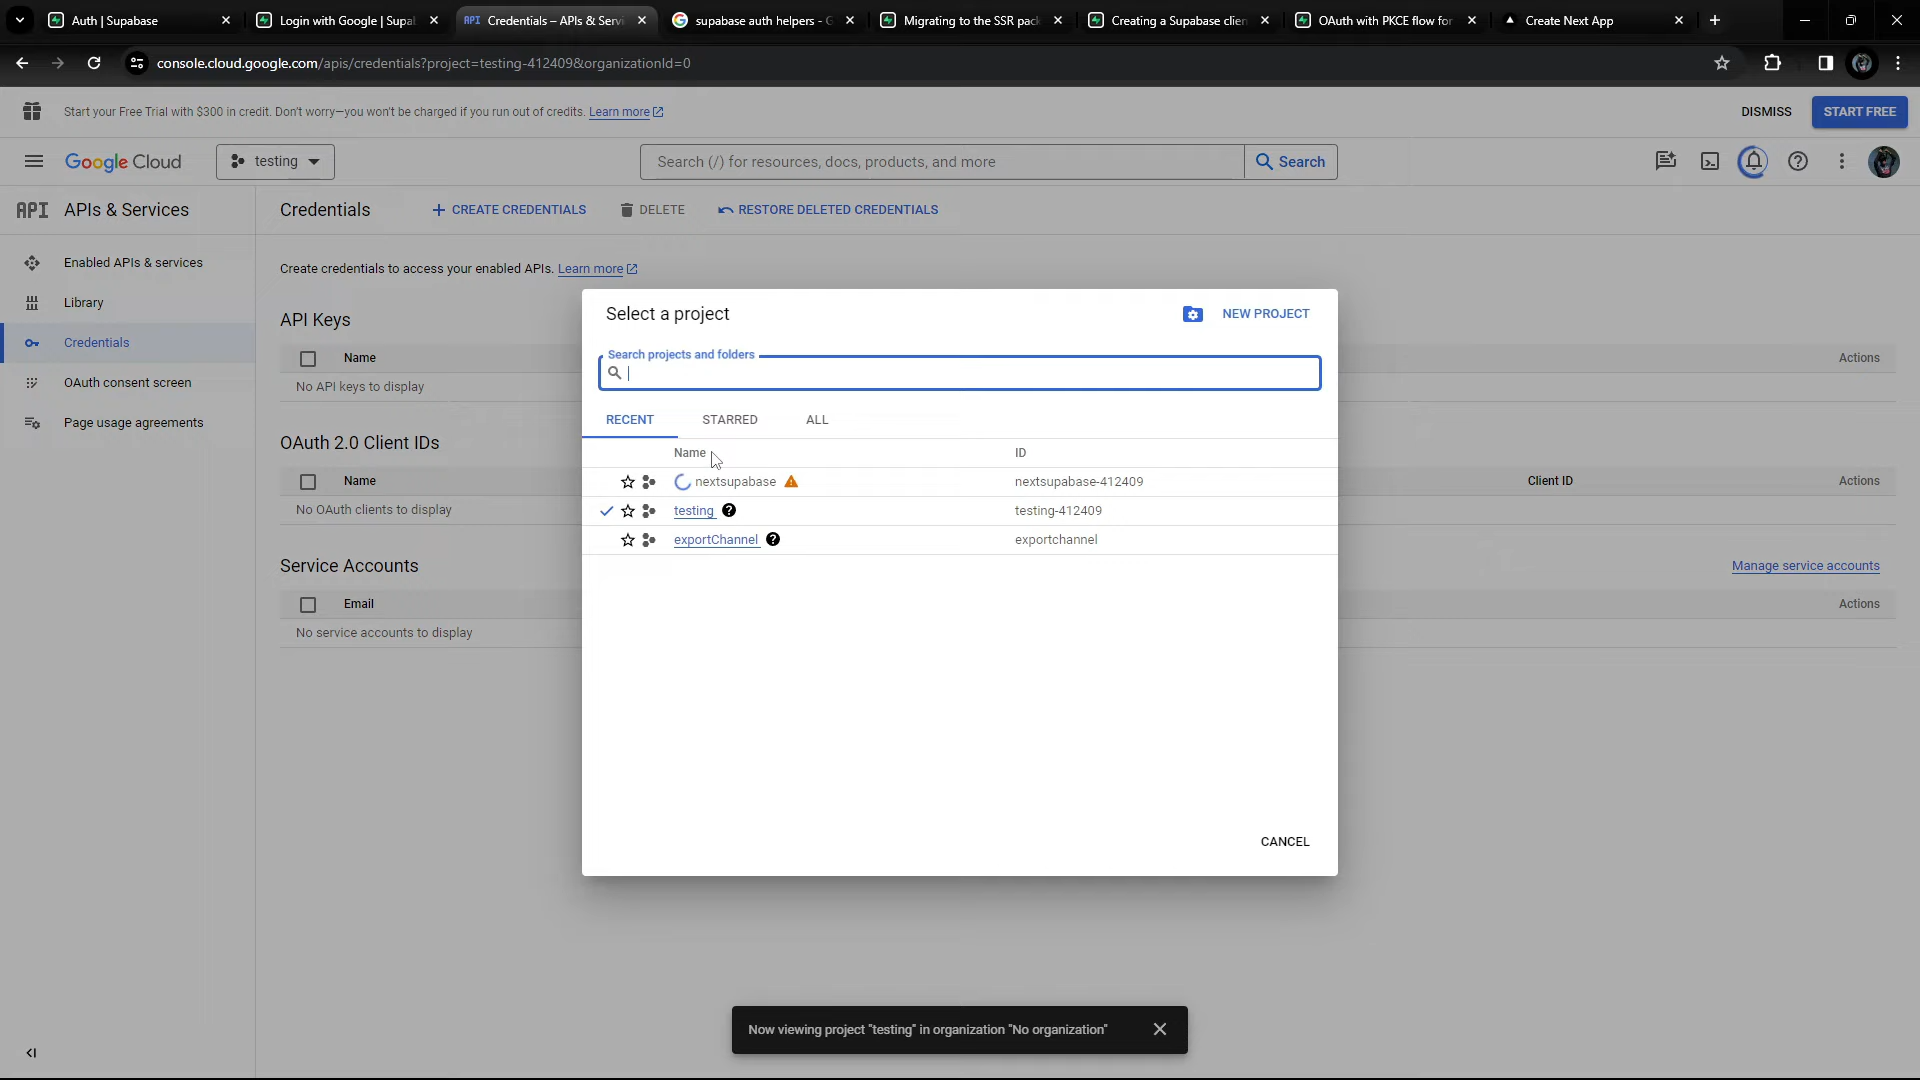 Auth | Supabase
Login with Google | Supal
API Credentials – APIs & Servi
supabase auth helpers - G
Migrating to the SSR pack
Creating a Supabase clien
OAuth with PKCE flow for
Create Next App
console.cloud.google.com/apis/credentials?project=testing-412409&organizationId=0
Start your Free Trial with $300 in credit. Don't worry—you won't be charged if you run out of credits. Learn more
DISMISS
START FREE
Google Cloud
testing
Search (/) for resources, docs, products, and more
Search
API APIs & Services
Credentials
CREATE CREDENTIALS
DELETE
RESTORE DELETED CREDENTIALS
Enabled APIs & services
Library
Credentials
OAuth consent screen
Page usage agreements
Create credentials to access your enabled APIs. Learn more
API Keys
Name
Actions
No API keys to display
OAuth 2.0 Client IDs
Name
Client ID
Actions
No OAuth clients to display
Service Accounts
Manage service accounts
Email
Actions
No service accounts to display
Select a project
NEW PROJECT
Search projects and folders
RECENT
STARRED
ALL
Name
ID
nextsupabase
nextsupabase-412409
testing
testing-412409
exportChannel
exportchannel
CANCEL
Now viewing project "testing" in organization "No organization"